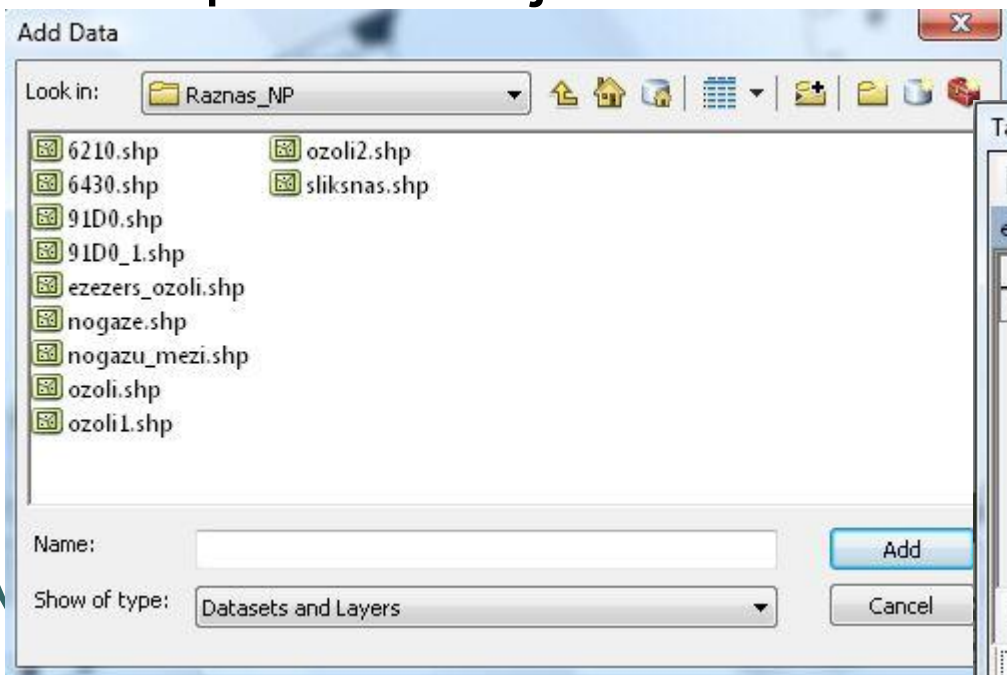 Add Data
Look in: Raznas_NP
6210.shp
6430.shp
91D0.shp
91D0_1.shp
ezezers_ozoli.shp
nogaze.shp
nogazu_mezi.shp
ozoli.shp
ozoli1.shp
ozoli2.shp
sliksnas.shp
Name:
Add
Show of type: Datasets and Layers
Cancel